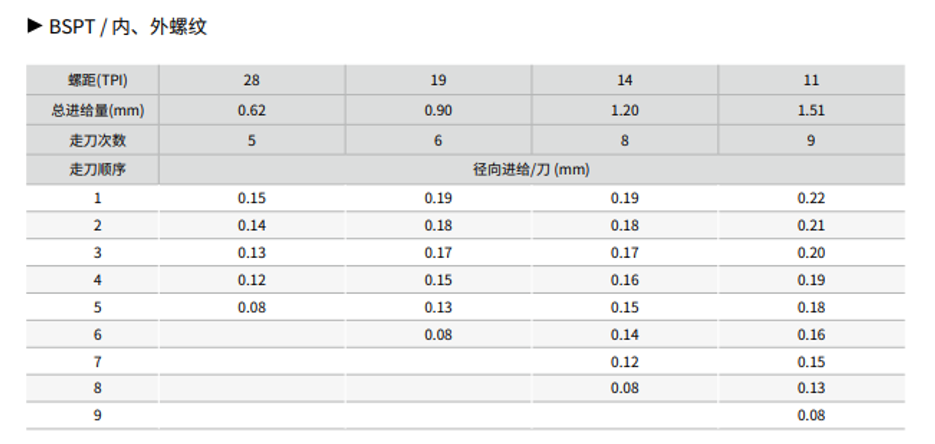 ▶ BSPT / 内、外螺纹
螺距(TPI) 28 19 14 11
总进给量(mm) 0.62 0.90 1.20 1.51
走刀次数 5 6 8 9
走刀顺序 径向进给/刀 (mm)
1 0.15 0.19 0.19 0.22
2 0.14 0.18 0.18 0.21
3 0.13 0.17 0.17 0.20
4 0.12 0.15 0.16 0.19
5 0.08 0.13 0.15 0.18
6 0.08 0.14 0.16
7 0.12 0.15
8 0.08 0.13
9 0.08